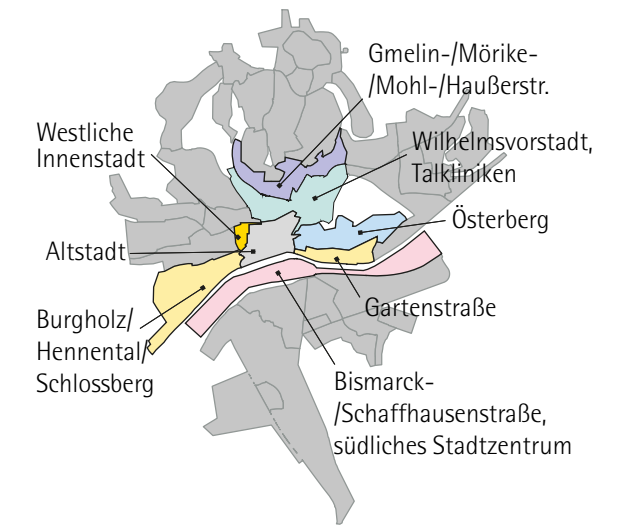 Gmelin-/Mörike-
/Mohl-/Haußerstr.
Westliche
Innenstadt
Wilhelmsvorstadt,
Talkliniken
Österberg
Altstadt
Gartenstraße
Burgholz/
Hennental/
Schlossberg
Bismarck-
/Schaffhausenstraße,
südliches Stadtzentrum